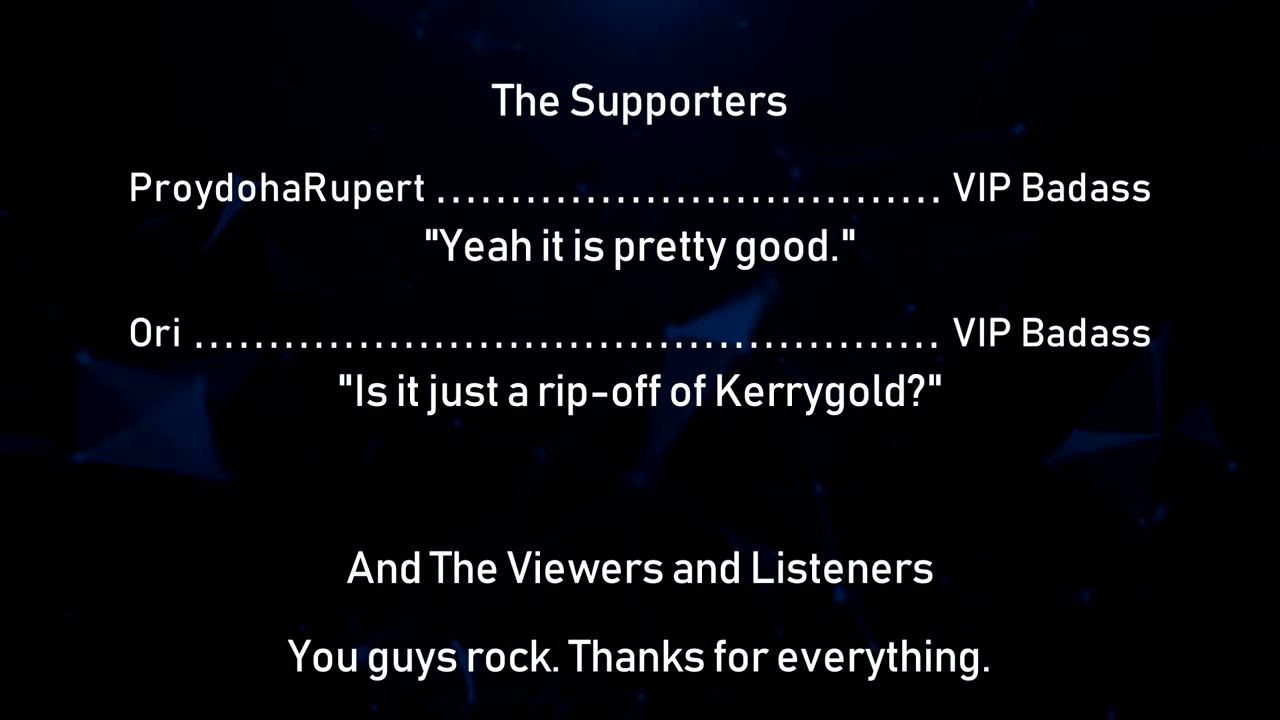 The Supporters
ProydohaRupert .................................. VIP Badass
"Yeah it is pretty good."
Ori .................................................. VIP Badass
"Is it just a rip-off of Kerrygold?"
And The Viewers and Listeners
You guys rock. Thanks for everything.